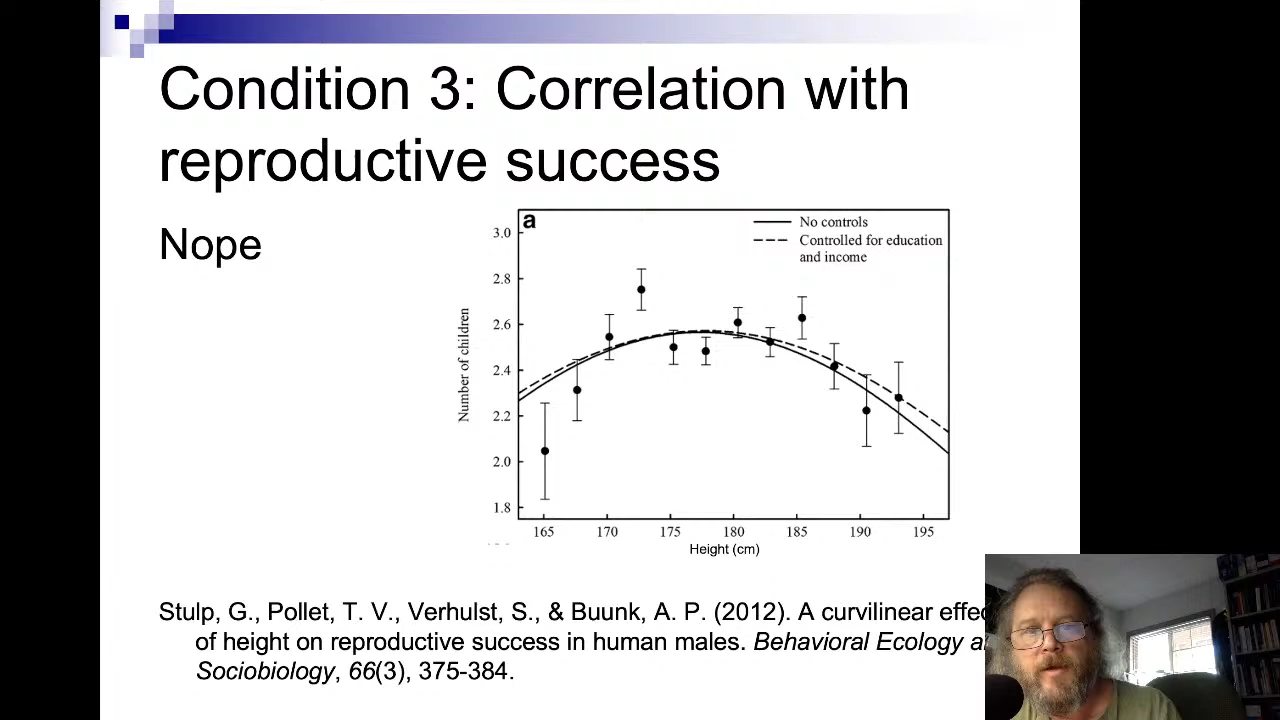 Condition 3: Correlation with
reproductive success
Nope
a
No controls
Controlled for education
and income
3.0
2.8
2.6
2.4
2.2
2.0
1.8
Number of children
165 170 175 180 185 190 195
Height (cm)
Stulp, G., Pollet, T. V., Verhulst, S., & Buunk, A. P. (2012). A curvilinear effec
of height on reproductive success in human males. Behavioral Ecology a
Sociobiology, 66(3), 375-384.